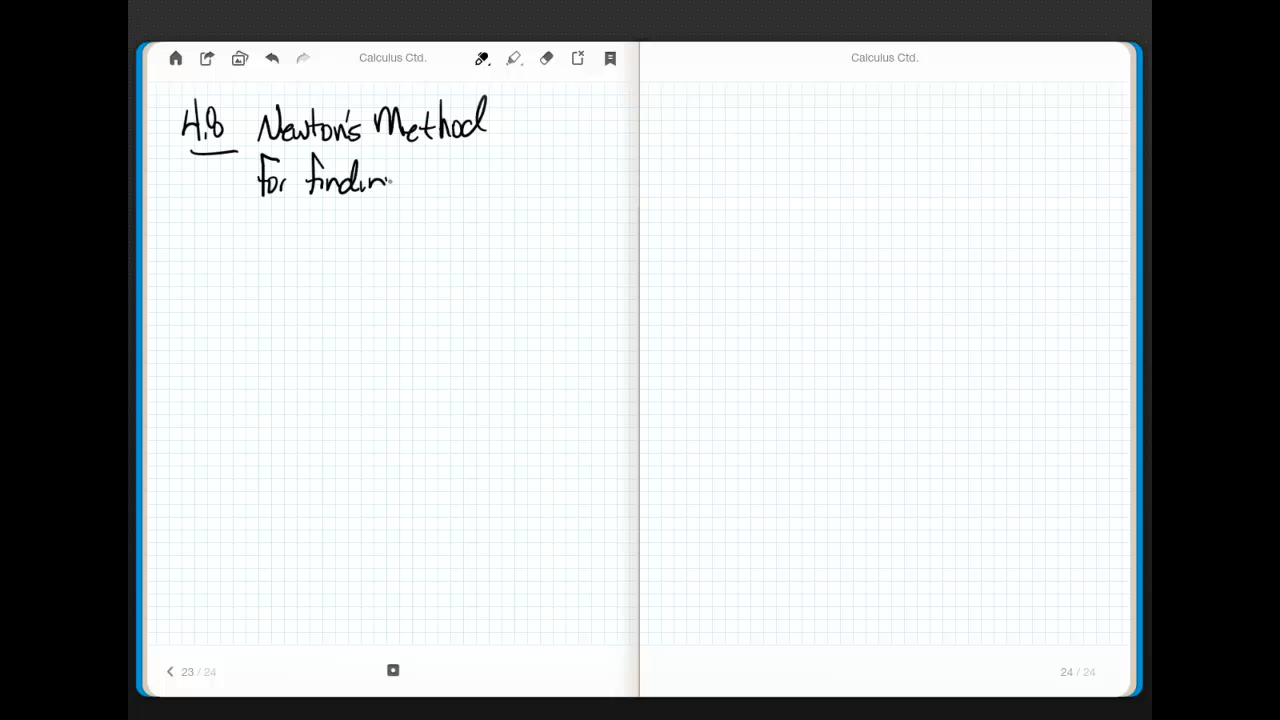 Calculus Ctd.
Calculus Ctd.
4.8 Newton's Method
For findin
23 / 24
24 / 24